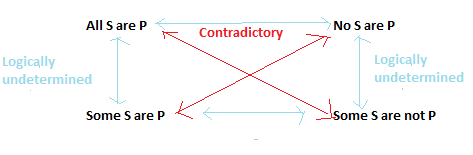 All S are P
No S are P
Contradictory
Logically
undetermined
Logically
undetermined
Some S are P
Some S are not P